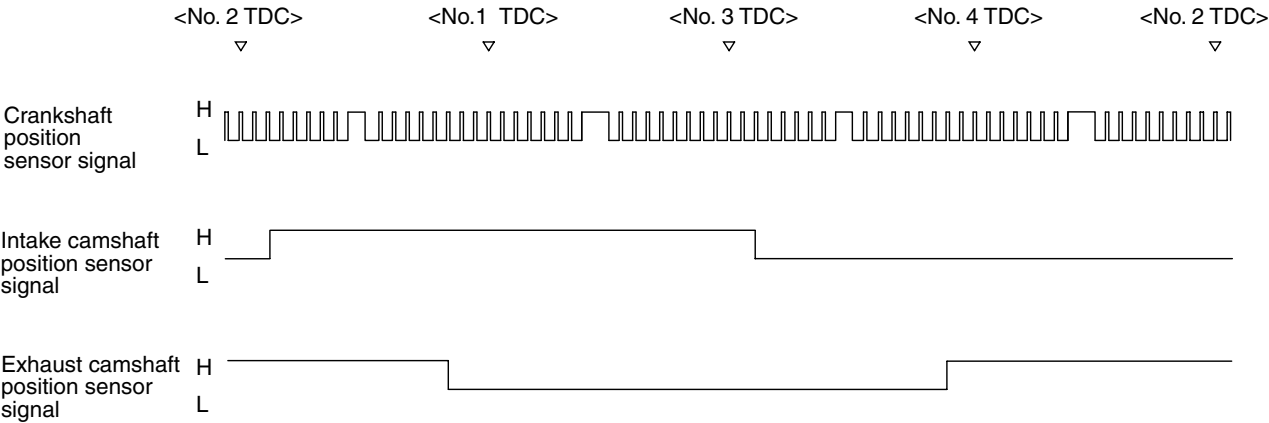 <No. 2 TDC> <No.1 TDC> <No. 3 TDC> <No. 4 TDC> <No. 2 TDC>
Crankshaft
position
sensor signal
H
L
Intake camshaft
position sensor
signal
H
L
Exhaust camshaft
position sensor
signal
H
L